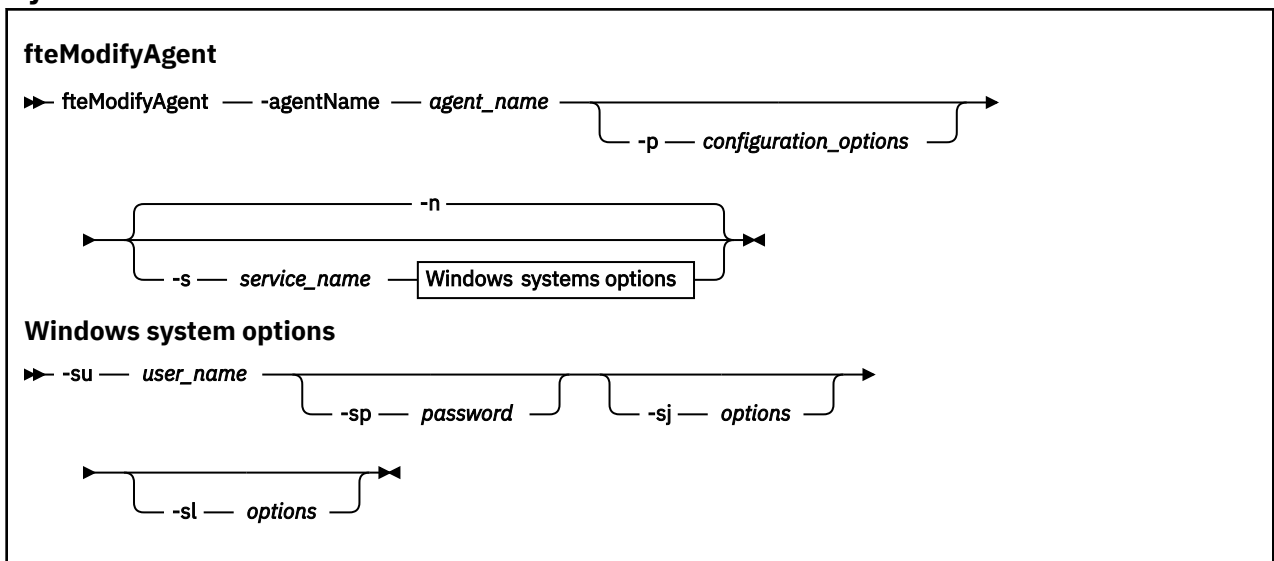 fteModifyAgent
fteModifyAgent -agentName agent_name
-p configuration_options
-n
-s service_name Windows systems options
Windows system options
-su user_name
-sp password -sj options
-sl options